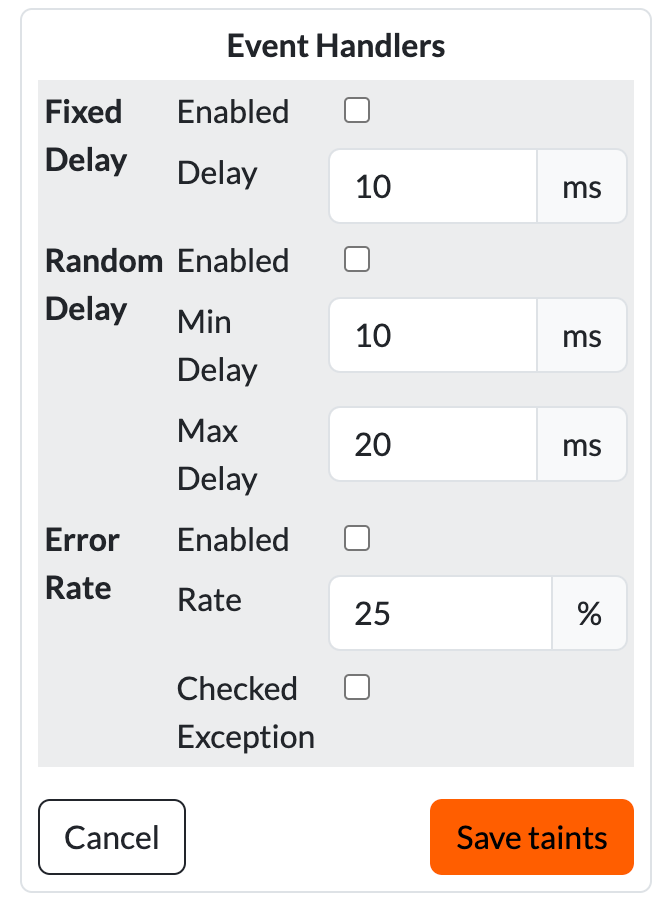 Event Handlers
Fixed Enabled
Delay Delay 10 ms
Random Enabled
Delay Min
Delay 10 ms
Max
Delay 20 ms
Error Enabled
Rate Rate 25 %
Checked
Exception
Cancel Save taints